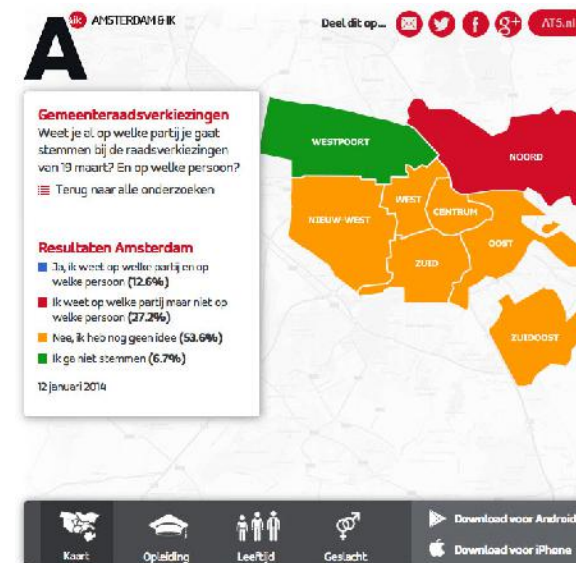 A ik AMSTERDAM & IK
Deel dit op... g+ AT5.nl
Gemeenteraadsverkiezingen
Weet je al op welke partij je gaat
stemmen bij de raadsverkiezingen
van 19 maart? En op welke persoon?
Terug naar alle onderzoeken
Resultaten Amsterdam
Ja, ik weet op welke partij en op
welke persoon (12.6%)
Ik weet op welke partij maar niet op
welke persoon (27.2%)
Nee, ik heb nog geen idee (53.6%)
Ik ga niet stemmen (6.7%)
12 januari 2014
WESTPOORT
NOORD
WEST
NIEUW-WEST
CENTRUM
OOST
ZUID
ZUIDOOST
Kaart
Opleiding
Leeftijd
Geslacht
Download voor Android
Download voor iPhone